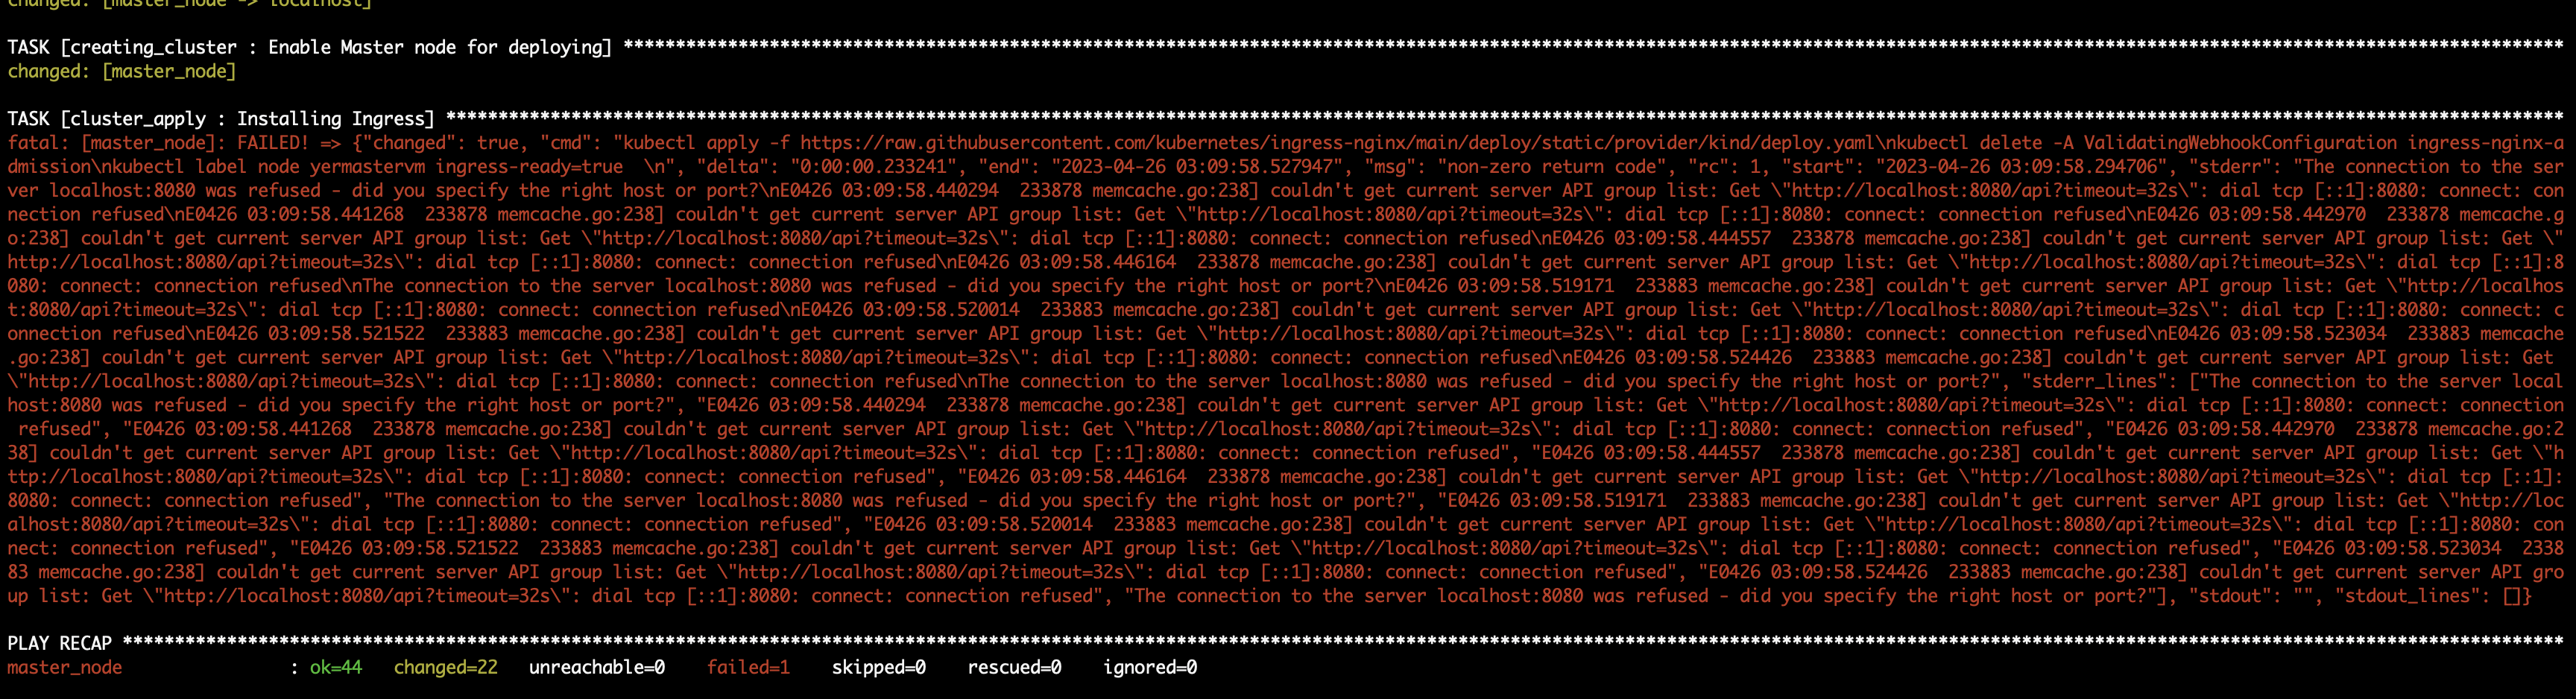 changed: [master_node -> localhost]
TASK [creating_cluster : Enable Master node for deploying] ****************************************************************************************************************************************************************************************
changed: [master_node]
TASK [cluster_apply : Installing Ingress] *********************************************************************************************************************************************************************************************************
fatal: [master_node]: FAILED! => {"changed": true, "cmd": "kubectl apply -f https://raw.githubusercontent.com/kubernetes/ingress-nginx/main/deploy/static/provider/kind/deploy.yaml\nkubectl delete -A ValidatingWebhookConfiguration ingress-nginx-a
dmission\nkubectl label node yermastervm ingress-ready=true  \n", "delta": "0:00:00.233241", "end": "2023-04-26 03:09:58.527947", "msg": "non-zero return code", "rc": 1, "start": "2023-04-26 03:09:58.294706", "stderr": "The connection to the ser
ver localhost:8080 was refused - did you specify the right host or port?\nE0426 03:09:58.440294  233878 memcache.go:238] couldn't get current server API group list: Get \"http://localhost:8080/api?timeout=32s\": dial tcp [::1]:8080: connect: con
nection refused\nE0426 03:09:58.441268  233878 memcache.go:238] couldn't get current server API group list: Get \"http://localhost:8080/api?timeout=32s\": dial tcp [::1]:8080: connect: connection refused\nE0426 03:09:58.442970  233878 memcache.g
o:238] couldn't get current server API group list: Get \"http://localhost:8080/api?timeout=32s\": dial tcp [::1]:8080: connect: connection refused\nE0426 03:09:58.444557  233878 memcache.go:238] couldn't get current server API group list: Get \"
http://localhost:8080/api?timeout=32s\": dial tcp [::1]:8080: connect: connection refused\nE0426 03:09:58.446164  233878 memcache.go:238] couldn't get current server API group list: Get \"http://localhost:8080/api?timeout=32s\": dial tcp [::1]:8
080: connect: connection refused\nThe connection to the server localhost:8080 was refused - did you specify the right host or port?\nE0426 03:09:58.519171  233883 memcache.go:238] couldn't get current server API group list: Get \"http://localhos
t:8080/api?timeout=32s\": dial tcp [::1]:8080: connect: connection refused\nE0426 03:09:58.520014  233883 memcache.go:238] couldn't get current server API group list: Get \"http://localhost:8080/api?timeout=32s\": dial tcp [::1]:8080: connect: c
onnection refused\nE0426 03:09:58.521522  233883 memcache.go:238] couldn't get current server API group list: Get \"http://localhost:8080/api?timeout=32s\": dial tcp [::1]:8080: connect: connection refused\nE0426 03:09:58.523034  233883 memcache
.go:238] couldn't get current server API group list: Get \"http://localhost:8080/api?timeout=32s\": dial tcp [::1]:8080: connect: connection refused\nE0426 03:09:58.524426  233883 memcache.go:238] couldn't get current server API group list: Get
\"http://localhost:8080/api?timeout=32s\": dial tcp [::1]:8080: connect: connection refused\nThe connection to the server localhost:8080 was refused - did you specify the right host or port?", "stderr_lines": ["The connection to the server local
host:8080 was refused - did you specify the right host or port?", "E0426 03:09:58.440294  233878 memcache.go:238] couldn't get current server API group list: Get \"http://localhost:8080/api?timeout=32s\": dial tcp [::1]:8080: connect: connection
 refused", "E0426 03:09:58.441268  233878 memcache.go:238] couldn't get current server API group list: Get \"http://localhost:8080/api?timeout=32s\": dial tcp [::1]:8080: connect: connection refused", "E0426 03:09:58.442970  233878 memcache.go:2
38] couldn't get current server API group list: Get \"http://localhost:8080/api?timeout=32s\": dial tcp [::1]:8080: connect: connection refused", "E0426 03:09:58.444557  233878 memcache.go:238] couldn't get current server API group list: Get \"h
ttp://localhost:8080/api?timeout=32s\": dial tcp [::1]:8080: connect: connection refused", "E0426 03:09:58.446164  233878 memcache.go:238] couldn't get current server API group list: Get \"http://localhost:8080/api?timeout=32s\": dial tcp [::1]:
8080: connect: connection refused", "The connection to the server localhost:8080 was refused - did you specify the right host or port?", "E0426 03:09:58.519171  233883 memcache.go:238] couldn't get current server API group list: Get \"http://loc
alhost:8080/api?timeout=32s\": dial tcp [::1]:8080: connect: connection refused", "E0426 03:09:58.520014  233883 memcache.go:238] couldn't get current server API group list: Get \"http://localhost:8080/api?timeout=32s\": dial tcp [::1]:8080: con
nect: connection refused", "E0426 03:09:58.521522  233883 memcache.go:238] couldn't get current server API group list: Get \"http://localhost:8080/api?timeout=32s\": dial tcp [::1]:8080: connect: connection refused", "E0426 03:09:58.523034  2338
83 memcache.go:238] couldn't get current server API group list: Get \"http://localhost:8080/api?timeout=32s\": dial tcp [::1]:8080: connect: connection refused", "E0426 03:09:58.524426  233883 memcache.go:238] couldn't get current server API gro
up list: Get \"http://localhost:8080/api?timeout=32s\": dial tcp [::1]:8080: connect: connection refused", "The connection to the server localhost:8080 was refused - did you specify the right host or port?"], "stdout": "", "stdout_lines": []}
PLAY RECAP ****************************************************************************************************************************************************************************************************************************************
master_node                : ok=44   changed=22   unreachable=0    failed=1    skipped=0    rescued=0    ignored=0